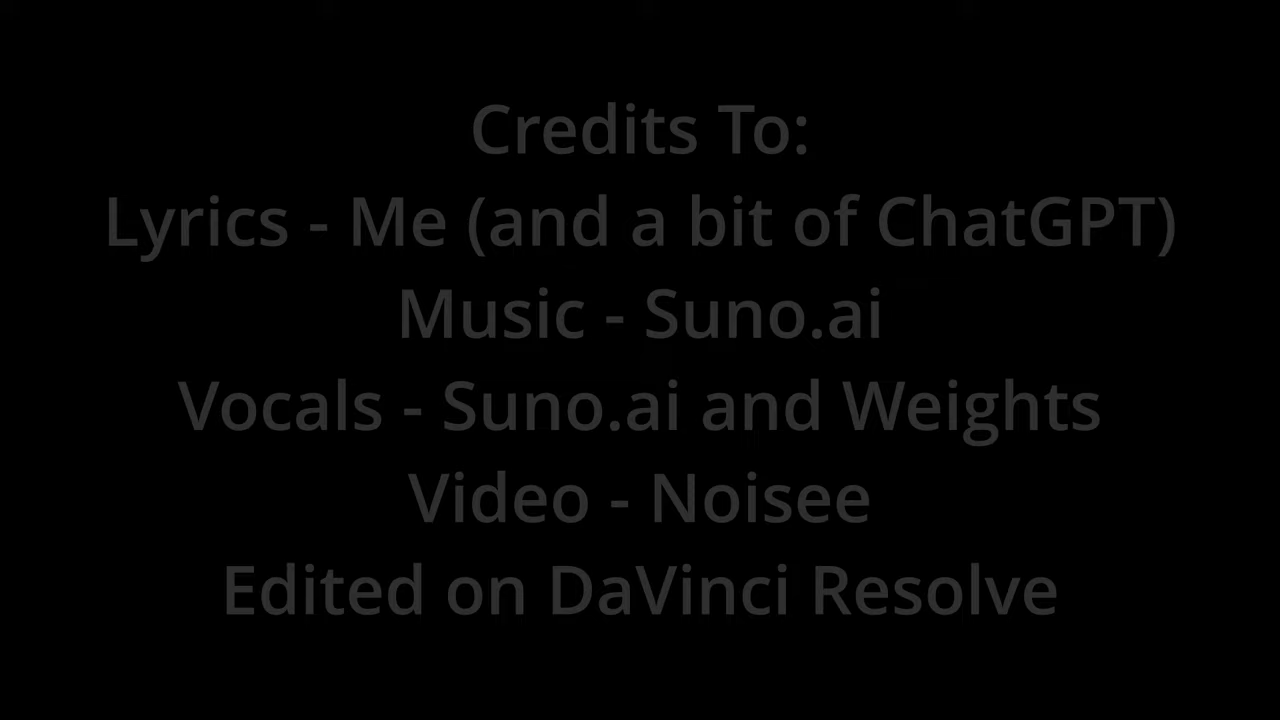 Credits To:
Lyrics - Me (and a bit of ChatGPT)
Music - Suno.ai
Vocals - Suno.ai and Weights
Video - Noisee
Edited on DaVinci Resolve